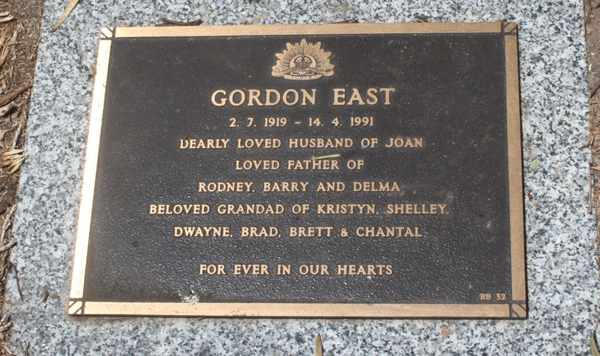 GORDON EAST
2. 7. 1919 - 14. 4. 1991
DEARLY LOVED HUSBAND OF JOAN
LOVED FATHER OF
RODNEY, BARRY AND DELMA,
BELOVED GRANDAD OF KRISTYN, SHELLEY,
DWAYNE, BRAD, BRETT & CHANTAL
FOR EVER IN OUR HEARTS
BB 52